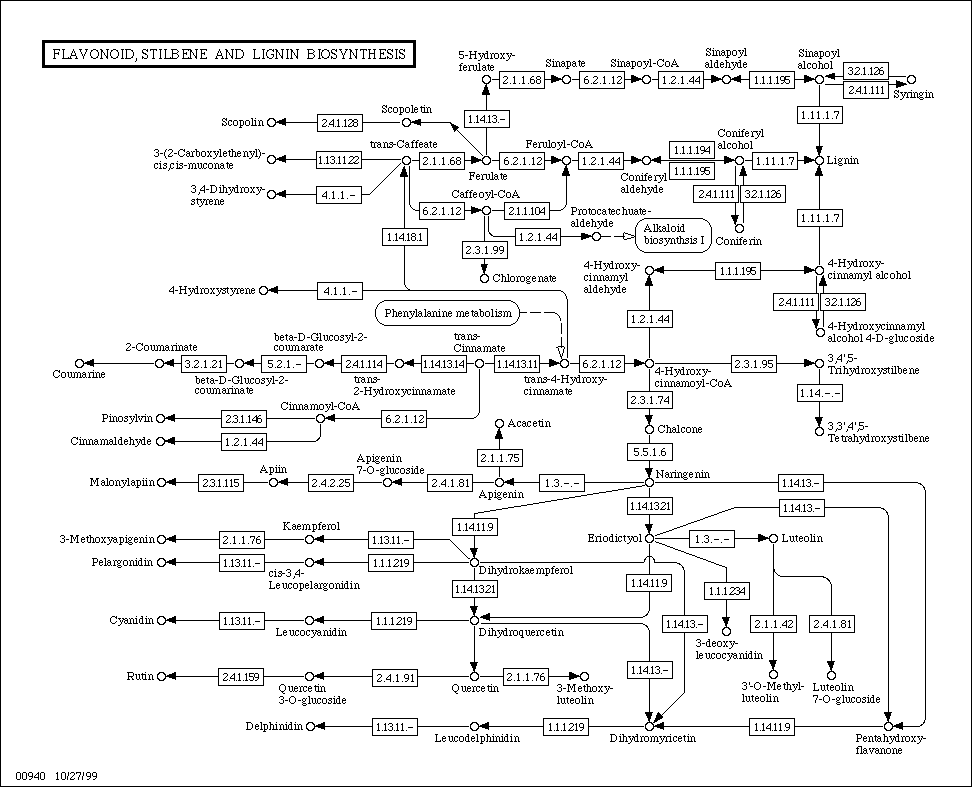 FLAVONOID, STILBENE AND LIGNIN BIOSYNTHESIS
5-Hydroxy-
ferulate
2.1.1.68
Sinapate
6.2.1.12
Sinapoyl-CoA
1.2.1.44
Sinapoyl
aldehyde
1.1.1.195
Sinapoyl
alcohol
3.2.1.126
2.4.1.111
Syringin
Scopolin
2.4.1.128
Scopoletin
1.14.13.-
1.11.1.7
3-(2-Carboxylethenyl)-
cis,cis-muconate
1.13.11.22
trans-Caffeate
2.1.1.68
Ferulate
6.2.1.12
Feruloyl-CoA
1.2.1.44
Coniferyl
aldehyde
1.1.1.194
1.1.1.195
Coniferyl
alcohol
1.11.1.7
Lignin
3,4-Dihydroxy-
styrene
4.1.1.-
Caffeoyl-CoA
6.2.1.12
2.1.1.104
2.4.1.111
3.2.1.126
1.11.1.7
1.14.18.1
2.3.1.99
1.2.1.44
Protocatechuate-
aldehyde
Alkaloid
biosynthsis I
Coniferin
Chlorogenate
4-Hydroxy-
cinnamyl
aldehyde
1.1.1.195
4-Hydroxy-
cinnamyl alcohol
4-Hydroxystyrene
4.1.1.-
2.4.1.111
3.2.1.126
Phenylalanine metabolism
1.2.1.44
4-Hydroxycinnamyl
alcohol 4-D-glucoside
Coumarine
2-Coumarinate
3.2.1.21
beta-D-Glucosyl-2-
coumarinate
5.2.1.-
beta-D-Glucosyl-2-
coumarate
2.4.1.114
trans-
2-Hydroxycinnamate
1.14.13.14
trans-
Cinnamate
1.14.13.11
trans-4-Hydroxy-
cinnamate
6.2.1.12
4-Hydroxy-
cinnamoyl-CoA
2.3.1.95
3,4',5-
Trihydroxystilbene
2.3.1.74
1.14.-.-
Pinosylvin
2.3.1.146
Cinnamoyl-CoA
6.2.1.12
Cinnamaldehyde
1.2.1.44
Acacetin
Chalcone
3,3',4',5-
Tetrahydroxystilbene
2.1.1.75
5.5.1.6
Malonylapiin
2.3.1.115
Apiin
2.4.2.25
Apigenin
7-O-glucoside
2.4.1.81
Apigenin
1.3.-.-
Naringenin
1.14.13.-
1.14.13.21
1.14.13.-
1.14.11.9
3-Methoxyapigenin
2.1.1.76
Kaempferol
1.13.11.-
Eriodictyol
1.3.-.-
Luteolin
Pelargonidin
1.13.11.-
cis-3,4-
Leucopelargonidin
1.1.1.219
Dihydrokaempferol
1.14.13.21
1.14.11.9
1.1.1.234
Cyanidin
1.13.11.-
Leucocyanidin
1.1.1.219
Dihydroquercetin
1.14.13.-
3-deoxy-
leucocyanidin
2.1.1.42
2.4.1.81
Rutin
2.4.1.159
Quercetin
3-O-glucoside
2.4.1.91
Quercetin
2.1.1.76
3-Methoxy-
luteolin
1.14.13.-
3'-O-Methyl-
luteolin
Luteolin
7-O-glucoside
Delphinidin
1.13.11.-
Leucodelphinidin
1.1.1.219
Dihydromyricetin
1.14.11.9
Pentahydroxy-
flavanone
00940 10/27/99